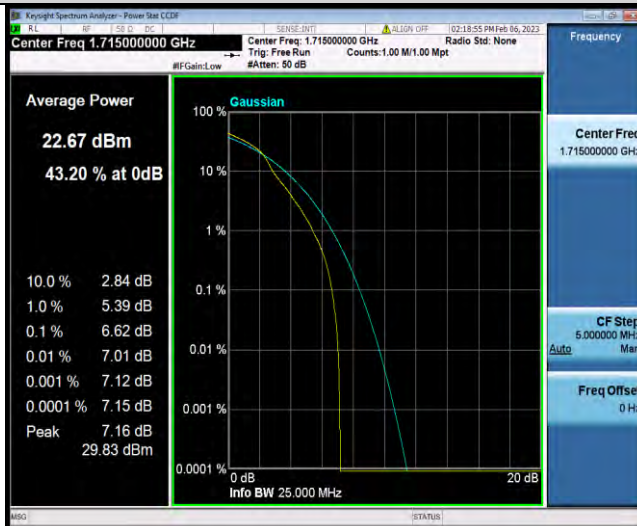 Keysight Spectrum Analyzer - Power Stat CCDF
RL RF 50 Ω DC SENSE:INT ALIGN OFF 02:18:55 PM Feb 06, 2023
Center Freq 1.715000000 GHz
Center Freq: 1.715000000 GHz Radio Std: None
Trig: Free Run Counts:1.00 M/1.00 Mpt
#IFGain:Low #Atten: 50 dB
Average Power
22.67 dBm
43.20 % at 0dB
10.0 % 2.84 dB
1.0 % 5.39 dB
0.1 % 6.62 dB
0.01 % 7.01 dB
0.001 % 7.12 dB
0.0001 % 7.15 dB
Peak 7.16 dB
29.83 dBm
Gaussian
100 %
10 %
1 %
0.1 %
0.01 %
0.001 %
0.0001 %
0 dB 20 dB
Info BW 25.000 MHz
Frequency
Center Freq
1.715000000 GHz
CF Step
5.000000 MHz
Auto Man
Freq Offset
0 Hz
MSG STATUS